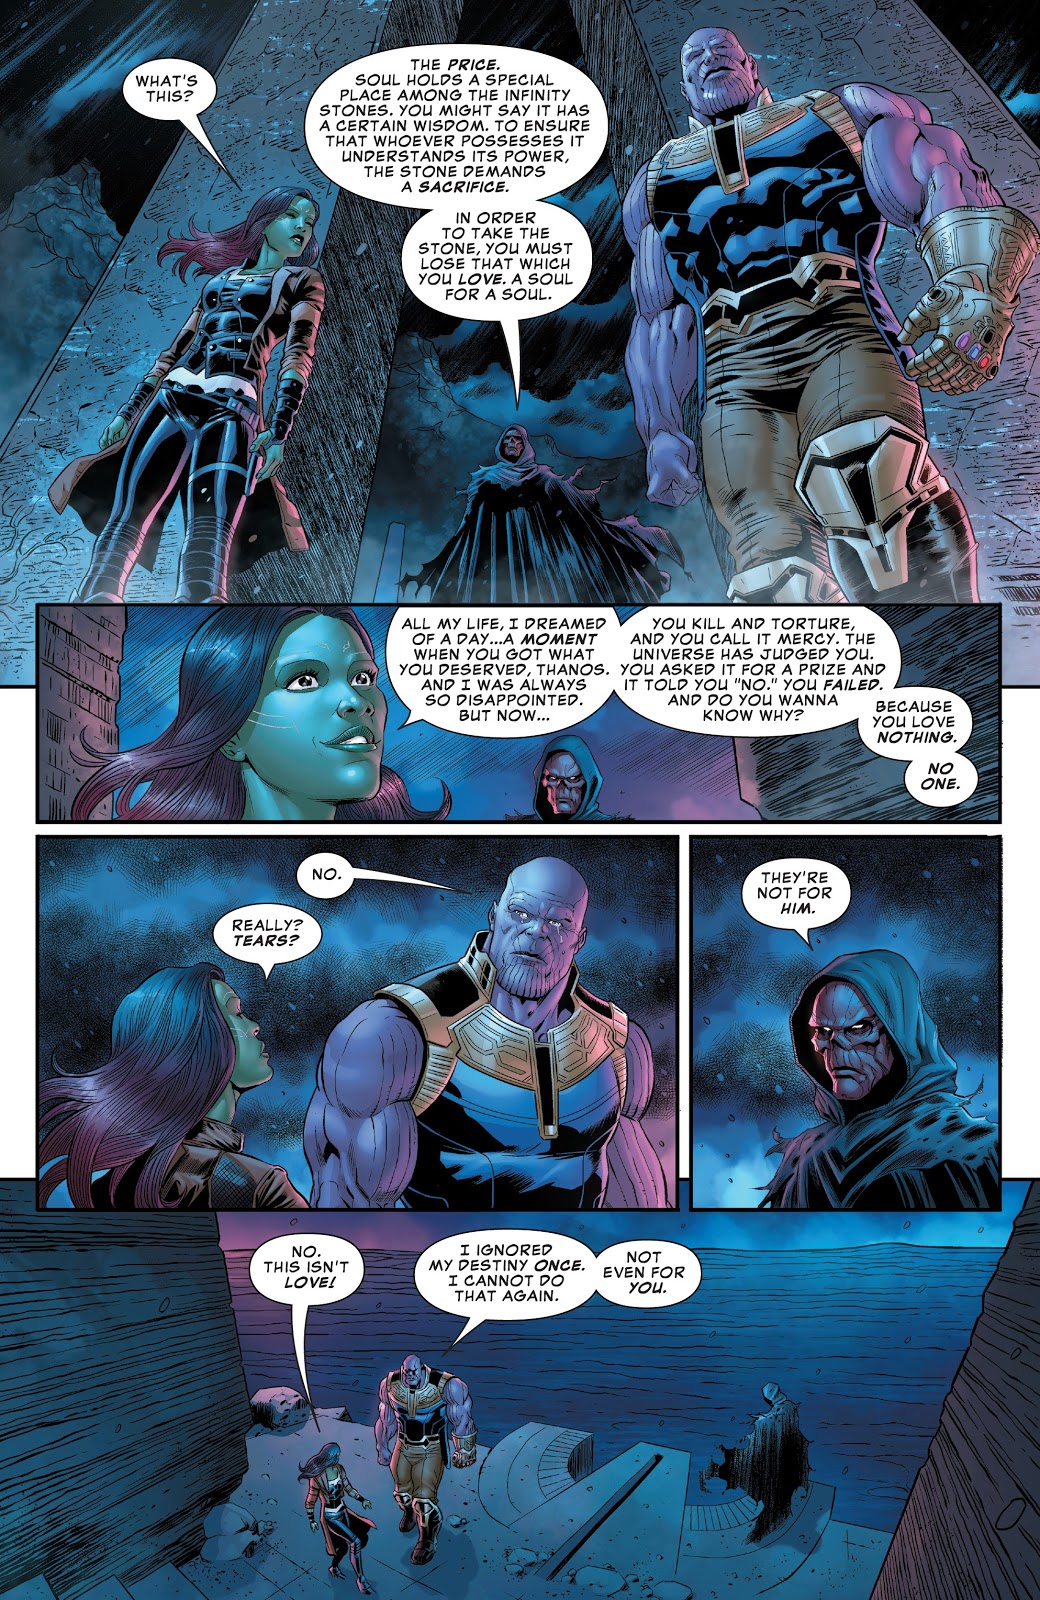 WHAT'S
THIS?
THE PRICE.
SOUL HOLDS A SPECIAL
PLACE AMONG THE INFINITY
STONES. YOU MIGHT SAY IT HAS
A CERTAIN WISDOM. TO ENSURE
THAT WHOEVER POSSESSES IT
UNDERSTANDS ITS POWER,
THE STONE DEMANDS
A SACRIFICE.
IN ORDER
TO TAKE THE
STONE, YOU MUST
LOSE THAT WHICH
YOU LOVE. A SOUL
FOR A SOUL.
ALL MY LIFE, I DREAMED
OF A DAY...A MOMENT
WHEN YOU GOT WHAT
YOU DESERVED, THANOS.
AND I WAS ALWAYS
SO DISAPPOINTED.
BUT NOW...
YOU KILL AND TORTURE,
AND YOU CALL IT MERCY. THE
UNIVERSE HAS JUDGED YOU.
YOU ASKED IT FOR A PRIZE AND
IT TOLD YOU "NO." YOU FAILED.
AND DO YOU WANNA
KNOW WHY?
BECAUSE
YOU LOVE
NOTHING.
NO
ONE.
NO.
REALLY?
TEARS?
THEY'RE
NOT FOR
HIM.
NO.
THIS ISN'T
LOVE!
I IGNORED
MY DESTINY ONCE.
I CANNOT DO
THAT AGAIN.
NOT
EVEN FOR
YOU.